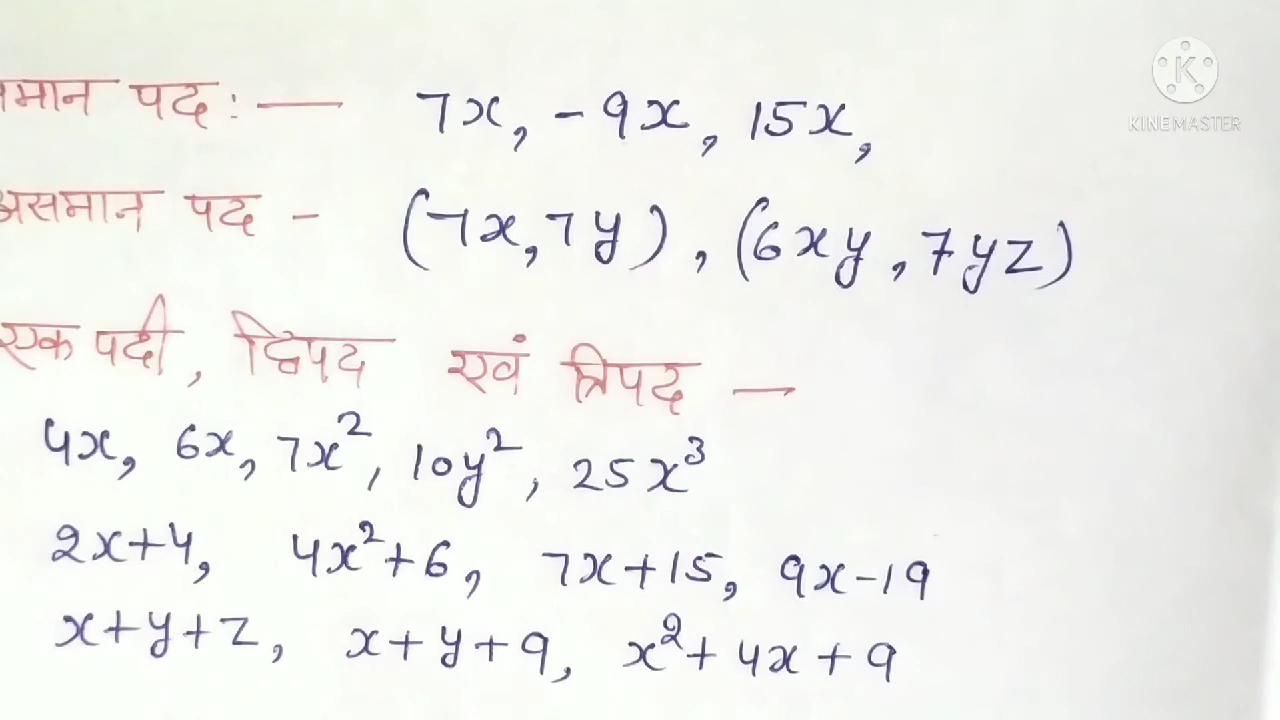 मान पद :— 7x, -9x, 15x,
असमान पद - (7x, 7y), (6xy, 7yz)
एक पदी, द्विपद एवं त्रिपद —
4x, 6x, 7x², 10y², 25x³
2x+4, 4x²+6, 7x+15, 9x-19
x+y+z, x+y+9, x²+4x+9
KINEMASTER